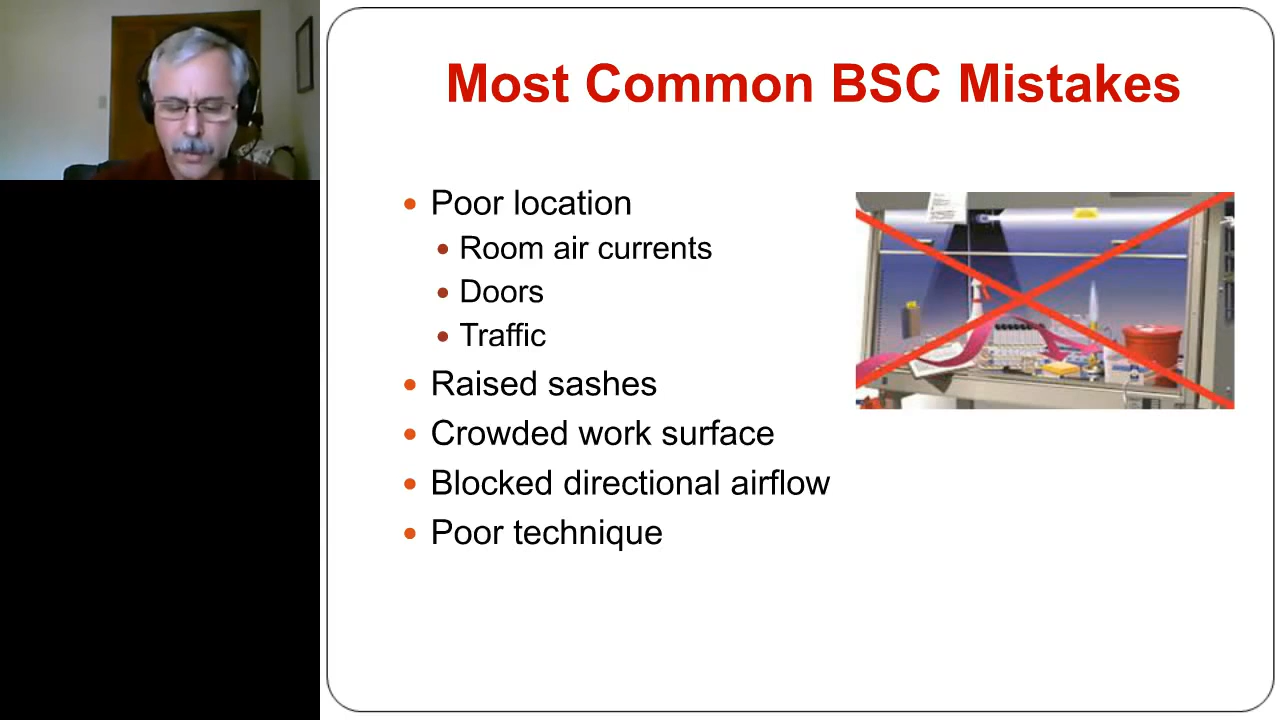 Most Common BSC Mistakes
Poor location
Room air currents
Doors
Traffic
Raised sashes
Crowded work surface
Blocked directional airflow
Poor technique